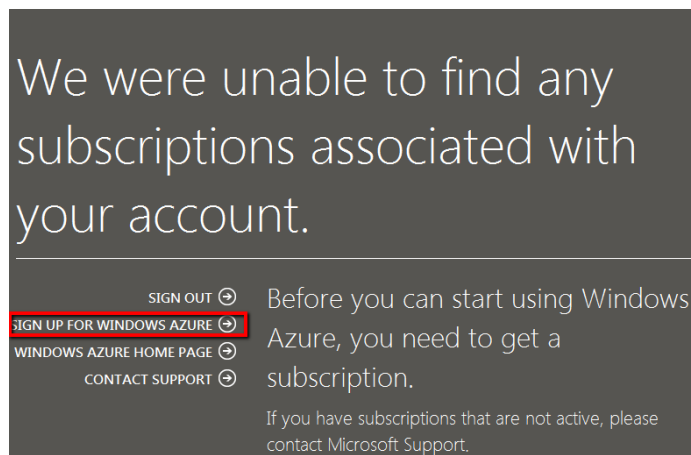 We were unable to find any
subscriptions associated with
your account.
SIGN OUT
SIGN UP FOR WINDOWS AZURE
WINDOWS AZURE HOME PAGE
CONTACT SUPPORT
Before you can start using Windows
Azure, you need to get a
subscription.
If you have subscriptions that are not active, please
contact Microsoft Support.